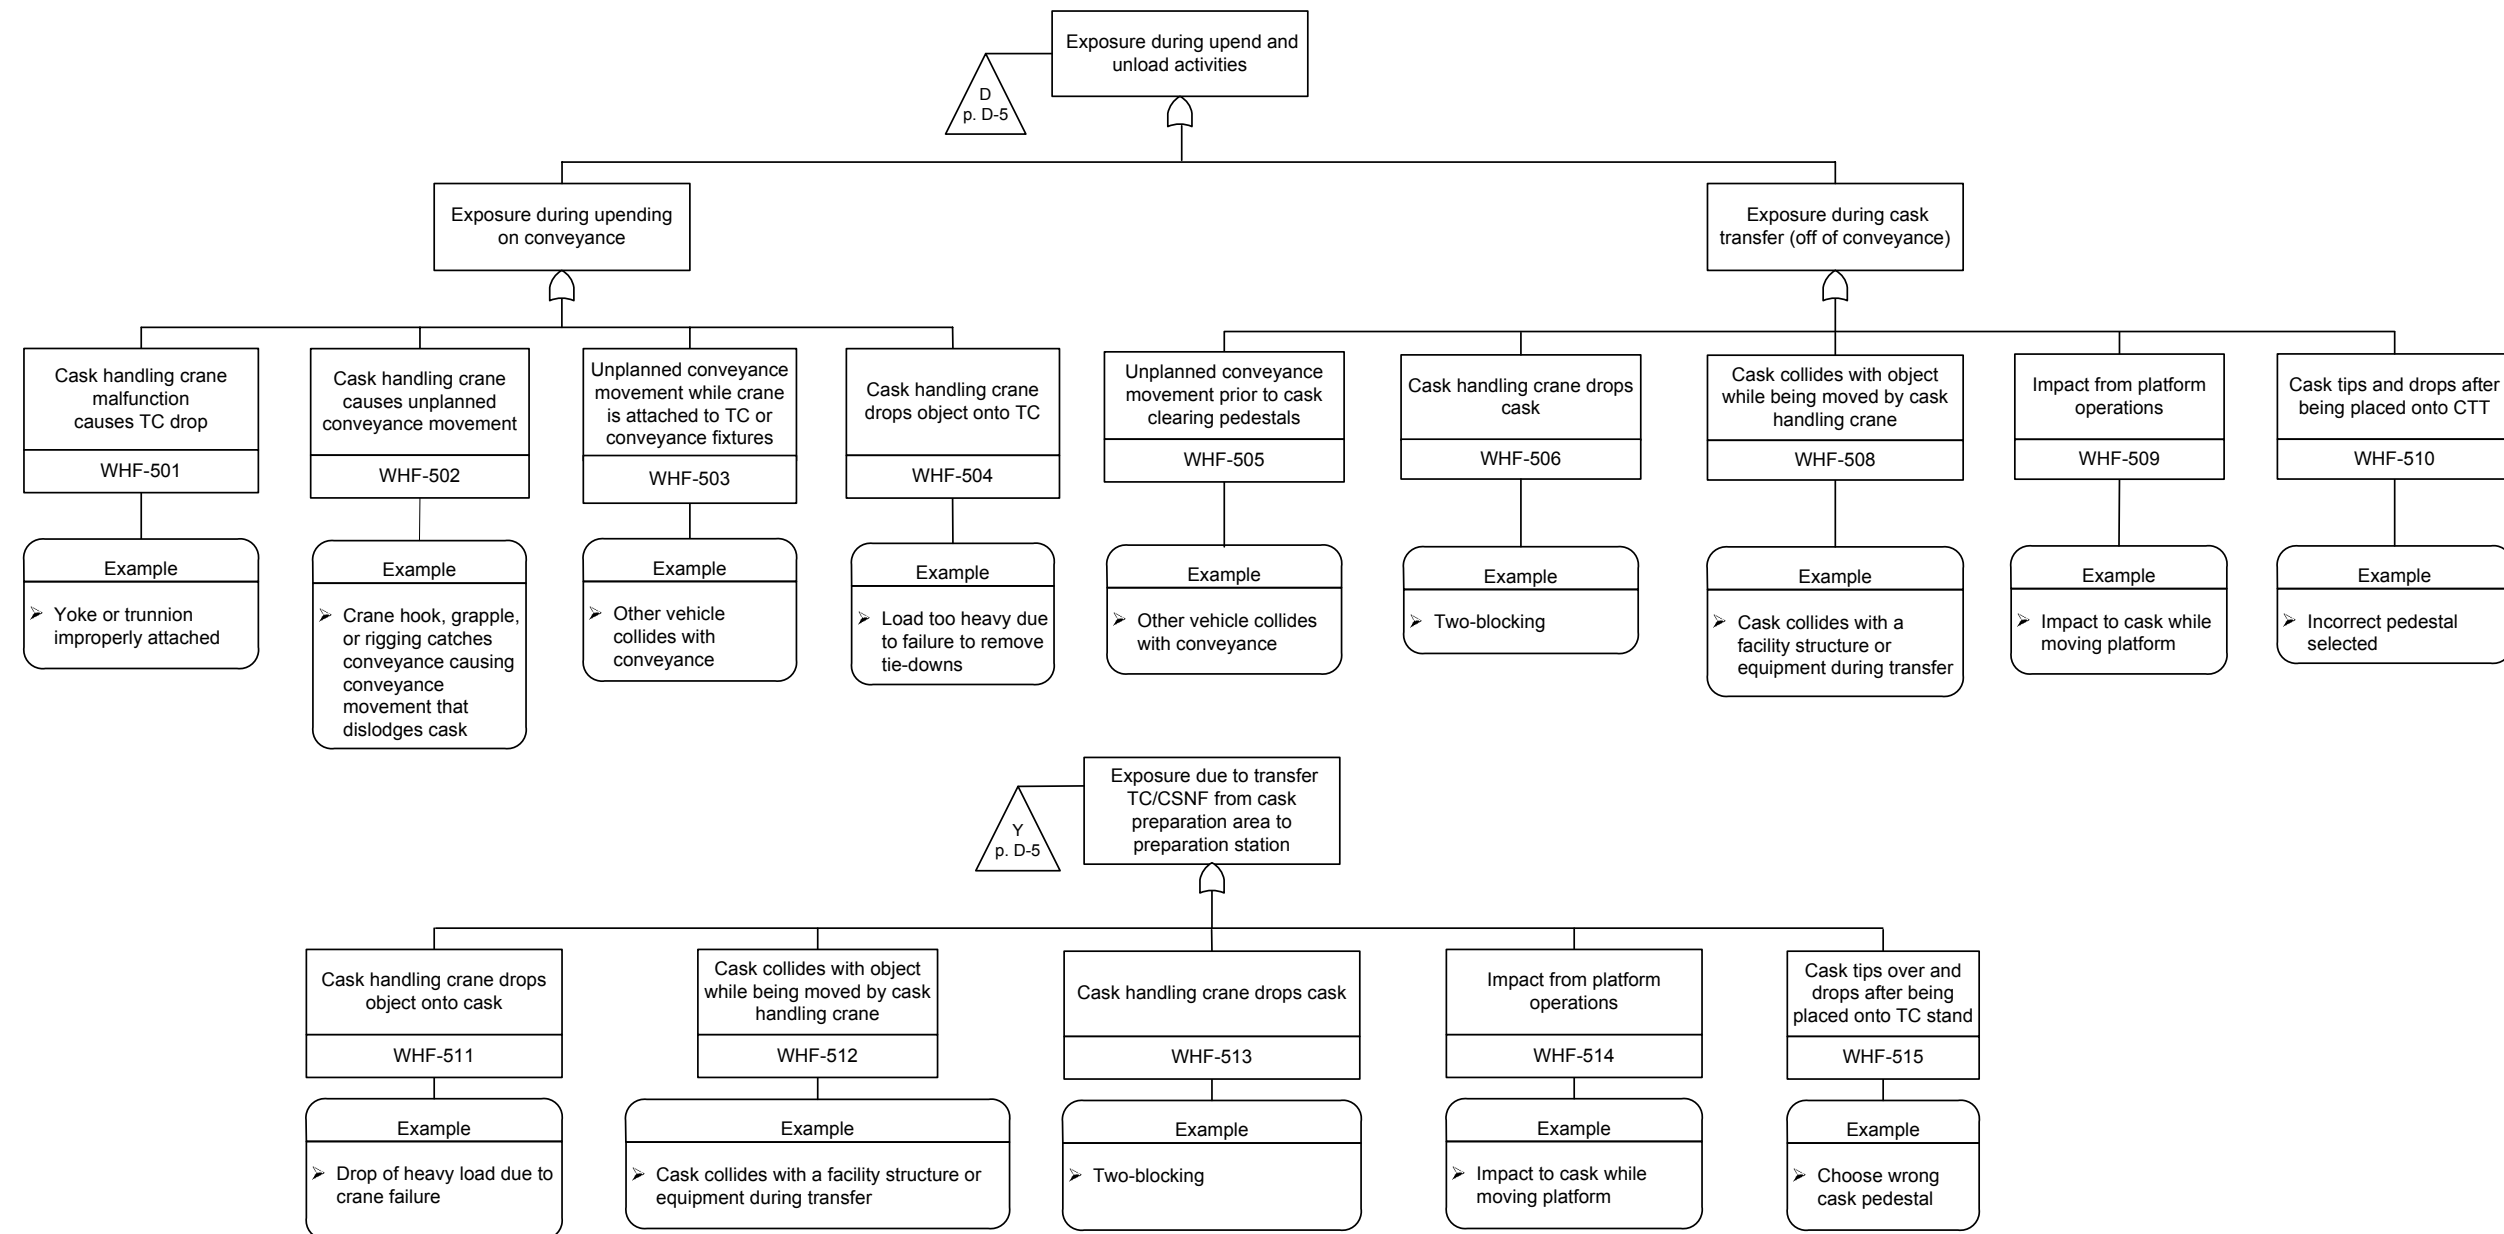 Exposure during upend and
unload activities
D
p. D-5
Exposure during upending
on conveyance
Exposure during cask
transfer (off of conveyance)
Cask handling crane
malfunction
causes TC drop
WHF-501
Cask handling crane
causes unplanned
conveyance movement
WHF-502
Unplanned conveyance
movement while crane
is attached to TC or
conveyance fixtures
WHF-503
Cask handling crane
drops object onto TC
WHF-504
Unplanned conveyance
movement prior to cask
clearing pedestals
WHF-505
Cask handling crane drops
cask
WHF-506
Cask collides with object
while being moved by cask
handling crane
WHF-508
Impact from platform
operations
WHF-509
Cask tips and drops after
being placed onto CTT
WHF-510
Example
➢ Yoke or trunnion
improperly attached
Example
➢ Crane hook, grapple,
or rigging catches
conveyance causing
conveyance
movement that
dislodges cask
Example
➢ Other vehicle
collides with
conveyance
Example
➢ Load too heavy due
to failure to remove
tie-downs
Example
➢ Other vehicle collides
with conveyance
Example
➢ Two-blocking
Example
➢ Cask collides with a
facility structure or
equipment during transfer
Example
➢ Impact to cask while
moving platform
Example
➢ Incorrect pedestal
selected
Exposure due to transfer
TC/CSNF from cask
preparation area to
preparation station
Y
p. D-5
Cask handling crane drops
object onto cask
WHF-511
Cask collides with object
while being moved by cask
handling crane
WHF-512
Cask handling crane drops cask
WHF-513
Impact from platform
operations
WHF-514
Cask tips over and
drops after being
placed onto TC stand
WHF-515
Example
➢ Drop of heavy load due to
crane failure
Example
➢ Cask collides with a facility structure or
equipment during transfer
Example
➢ Two-blocking
Example
➢ Impact to cask while
moving platform
Example
➢ Choose wrong
cask pedestal